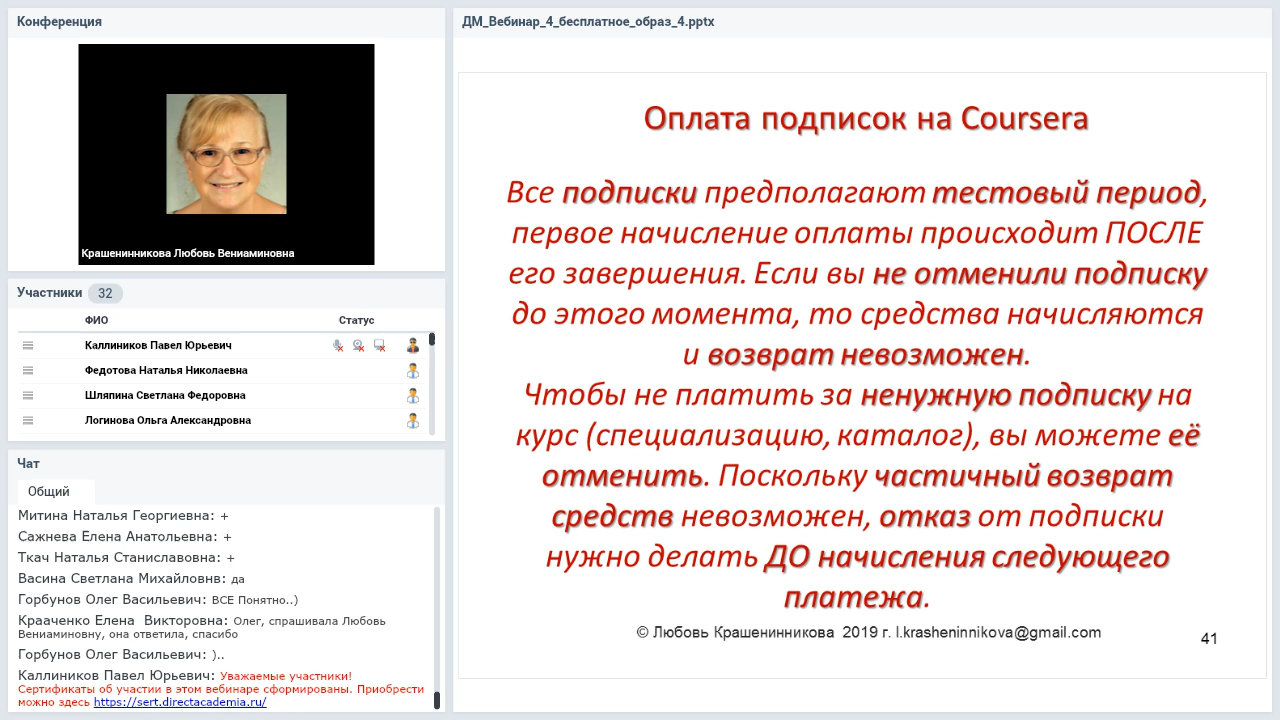 Конференция
Крашенинникова Любовь Вениаминовна
Участники 32
ФИО Статус
Каллиников Павел Юрьевич
Федотова Наталья Николаевна
Шляпина Светлана Федоровна
Логинова Ольга Александровна
Чат
Общий
Митина Наталья Георгиевна: +
Сажнева Елена Анатольевна: +
Ткач Наталья Станиславовна: +
Васина Светлана Михайловнв: да
Горбунов Олег Васильевич: ВСЕ Понятно..)
Крааченко Елена Викторовна: Олег, спрашивала Любовь
Вениаминовну, она ответила, спасибо
Горбунов Олег Васильевич: )..
Каллиников Павел Юрьевич: Уважаемые участники!
Сертификаты об участии в этом вебинаре сформированы. Приобрести
можно здесь https://sert.directacademia.ru/
ДМ_Вебинар_4_бесплатное_образ_4.pptx
Оплата подписок на Coursera
Все подписки предполагают тестовый период,
первое начисление оплаты происходит ПОСЛЕ
его завершения. Если вы не отменили подписку
до этого момента, то средства начисляются
и возврат невозможен.
Чтобы не платить за ненужную подписку на
курс (специализацию, каталог), вы можете её
отменить. Поскольку частичный возврат
средств невозможен, отказ от подписки
нужно делать ДО начисления следующего
платежа.
© Любовь Крашенинникова 2019 г. l.krasheninnikova@gmail.com
41